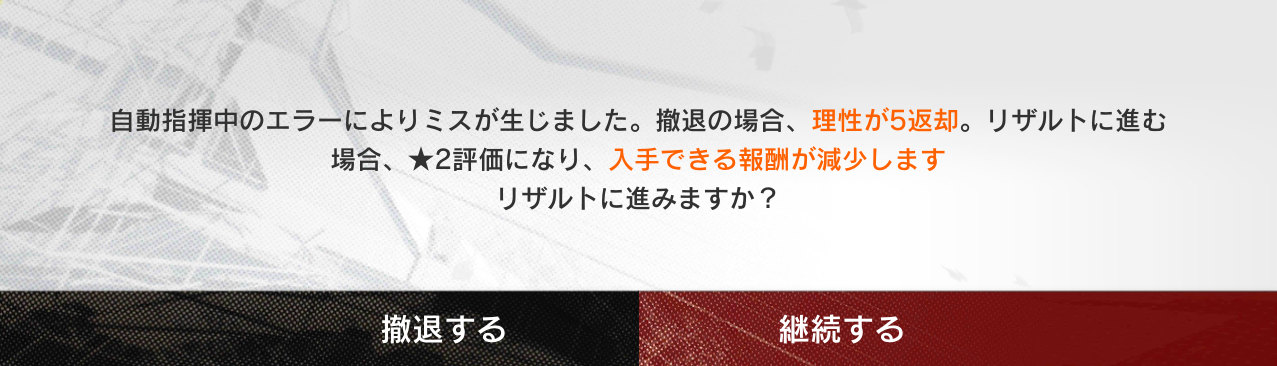 自動指揮中のエラーによりミスが生じました。撤退の場合、理性が5返却。リザルトに進む
場合、★2評価になり、入手できる報酬が減少します
リザルトに進みますか？
撤退する
継続する